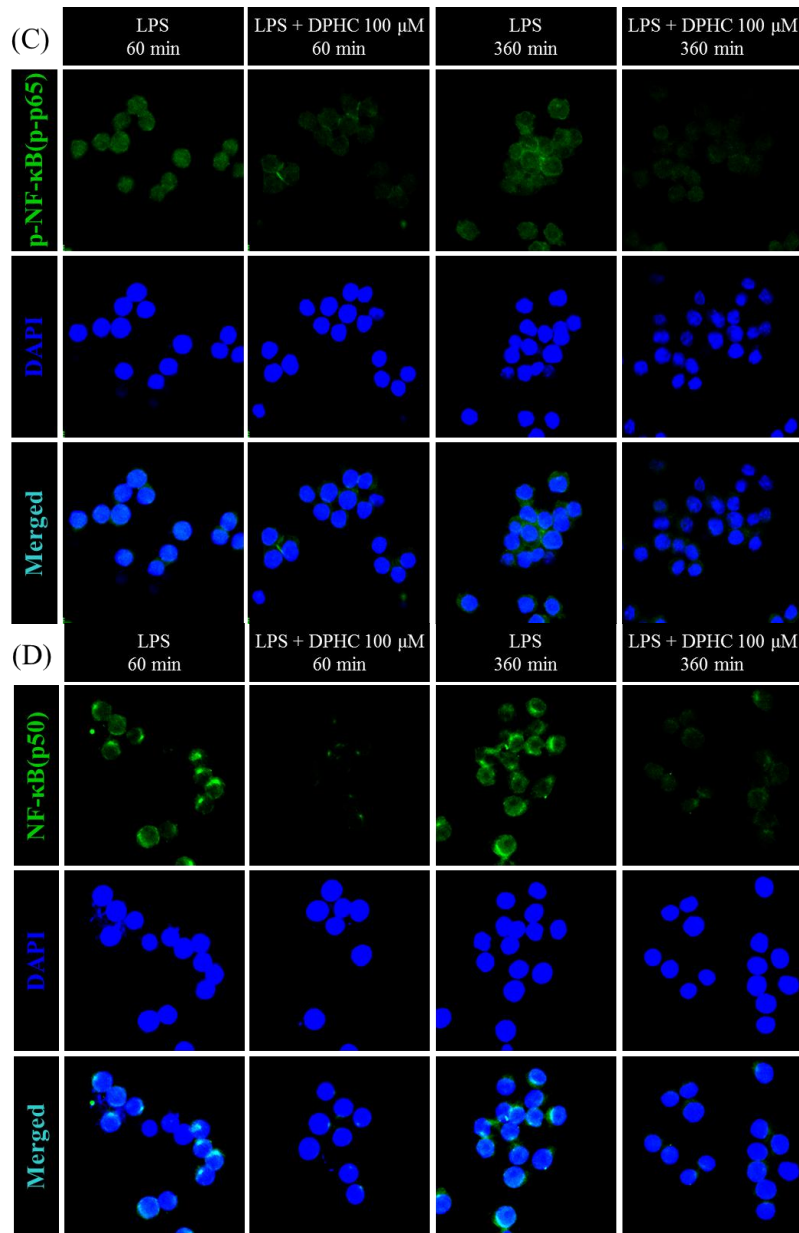 (C)
LPS
60 min
LPS + DPHC 100 μM
60 min
LPS
360 min
LPS + DPHC 100 μM
360 min
p-NF-κB(p-p65)
DAPI
Merged
(D)
LPS
60 min
LPS + DPHC 100 μM
60 min
LPS
360 min
LPS + DPHC 100 μM
360 min
NF-κB(p50)
DAPI
Merged